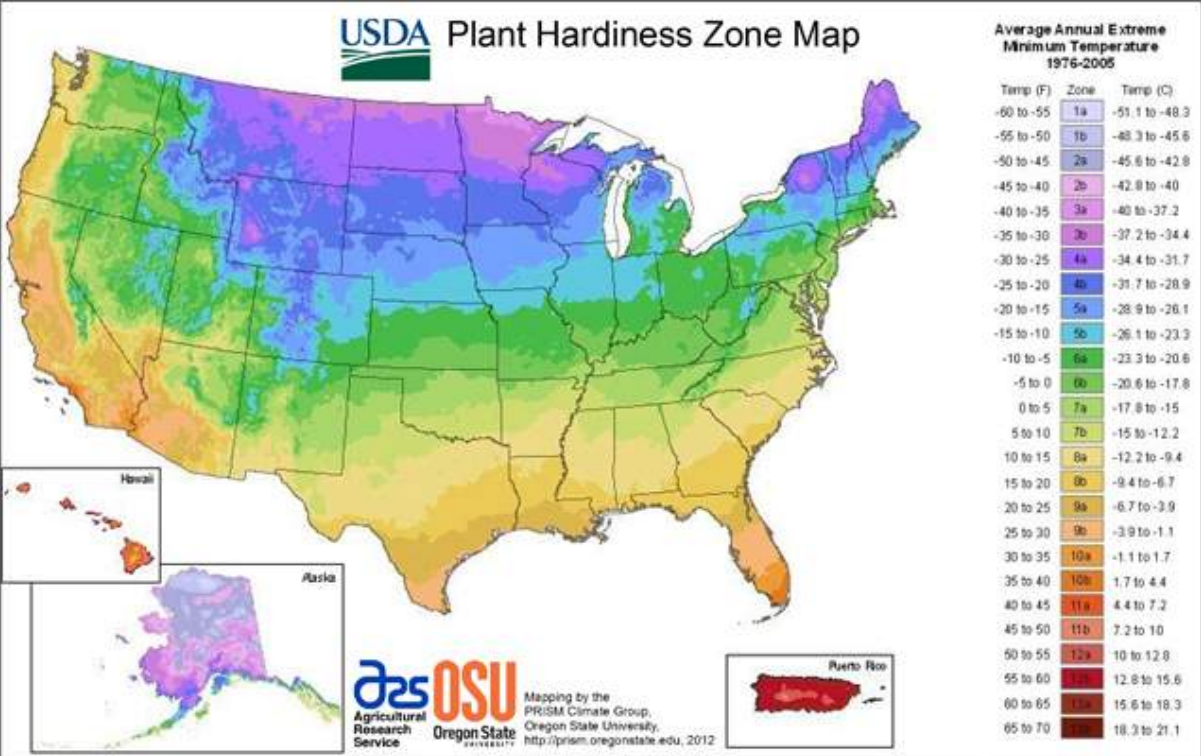 USDA Plant Hardiness Zone Map
Average Annual Extreme
Minimum Temperature
1976-2005
Temp (F) Zone Temp (C)
-60 to -55 1a -51.1 to -48.3
-55 to -50 1b -48.3 to -45.6
-50 to -45 2a -45.6 to -42.8
-45 to -40 2b -42.8 to -40
-40 to -35 3a -40 to -37.2
-35 to -30 3b -37.2 to -34.4
-30 to -25 4a -34.4 to -31.7
-25 to -20 4b -31.7 to -28.9
-20 to -15 5a -28.9 to -26.1
-15 to -10 5b -26.1 to -23.3
-10 to -5 6a -23.3 to -20.6
-5 to 0 6b -20.6 to -17.8
0 to 5 7a -17.8 to -15
5 to 10 7b -15 to -12.2
10 to 15 8a -12.2 to -9.4
15 to 20 8b -9.4 to -6.7
20 to 25 9a -6.7 to -3.9
25 to 30 9b -3.9 to -1.1
30 to 35 10a -1.1 to 1.7
35 to 40 10b 1.7 to 4.4
40 to 45 11a 4.4 to 7.2
45 to 50 11b 7.2 to 10
50 to 55 12a 10 to 12.8
55 to 60 12.8 to 15.6
60 to 65 13a 15.6 to 18.3
65 to 70 18.3 to 21.1
Hawaii
Alaska
ars
Agricultural
Research
Service
OSU
Oregon State
UNIVERSITY
Mapping by the
PRISM Climate Group,
Oregon State University,
http://prism.oregonstate.edu, 2012
Puerto Rico